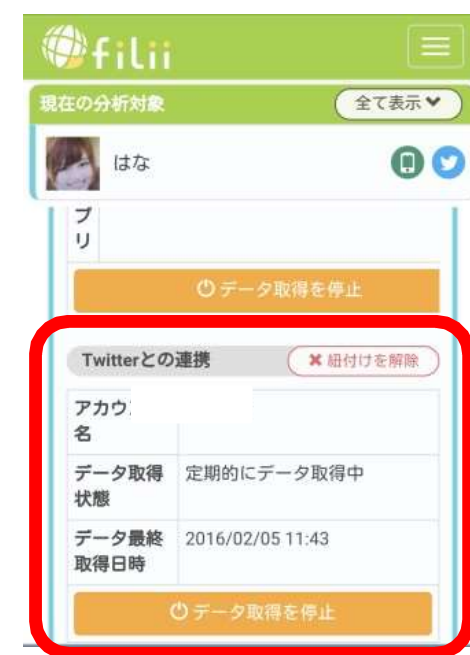 filii
現在の分析対象
全て表示
はな
プ
リ
データ取得を停止
Twitterとの連携
紐付けを解除
アカウ
名
データ取得 定期的にデータ取得中
状態
データ最終 2016/02/05 11:43
取得日時
データ取得を停止